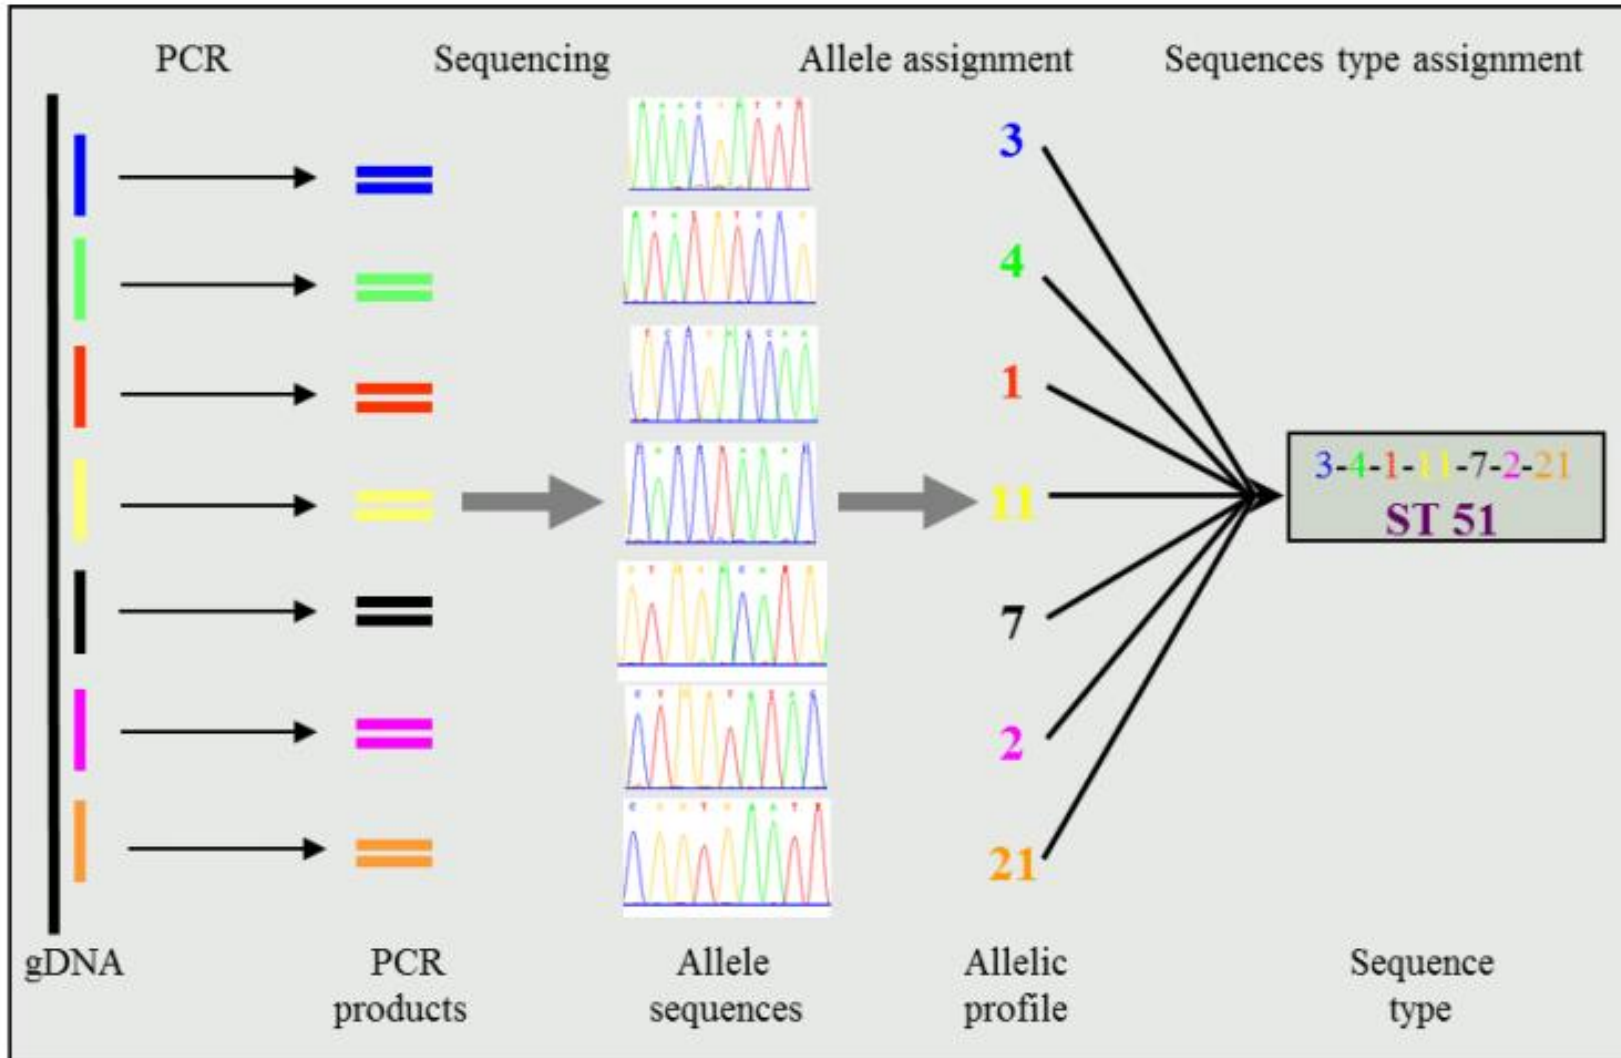 PCR
Sequencing
Allele assignment
Sequences type assignment
3
4
1
11
7
2
21
3-4-1-11-7-2-21
ST 51
gDNA
PCR
products
Allele
sequences
Allelic
profile
Sequence
type